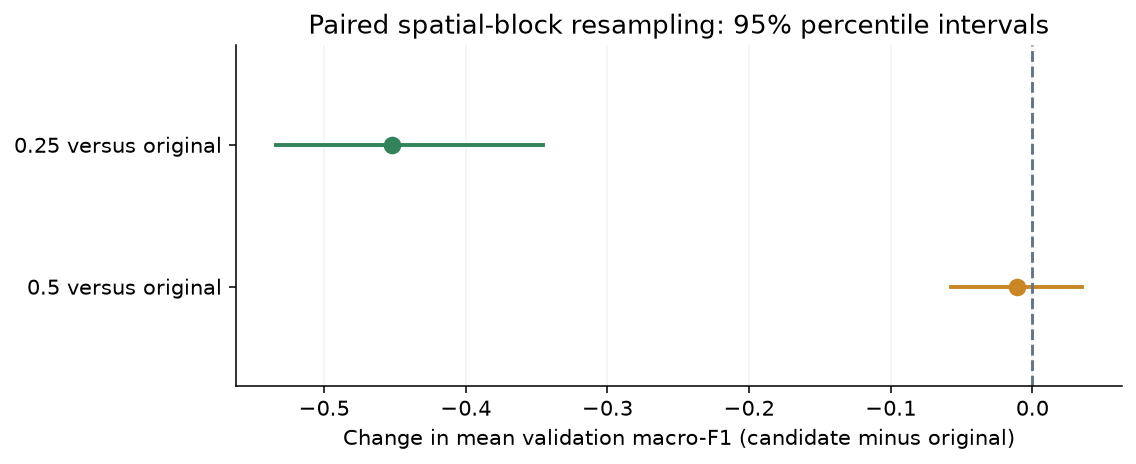 Paired spatial-block resampling: 95% percentile intervals
0.25 versus original
0.5 versus original
−0.5 −0.4 −0.3 −0.2 −0.1 0.0
Change in mean validation macro-F1 (candidate minus original)